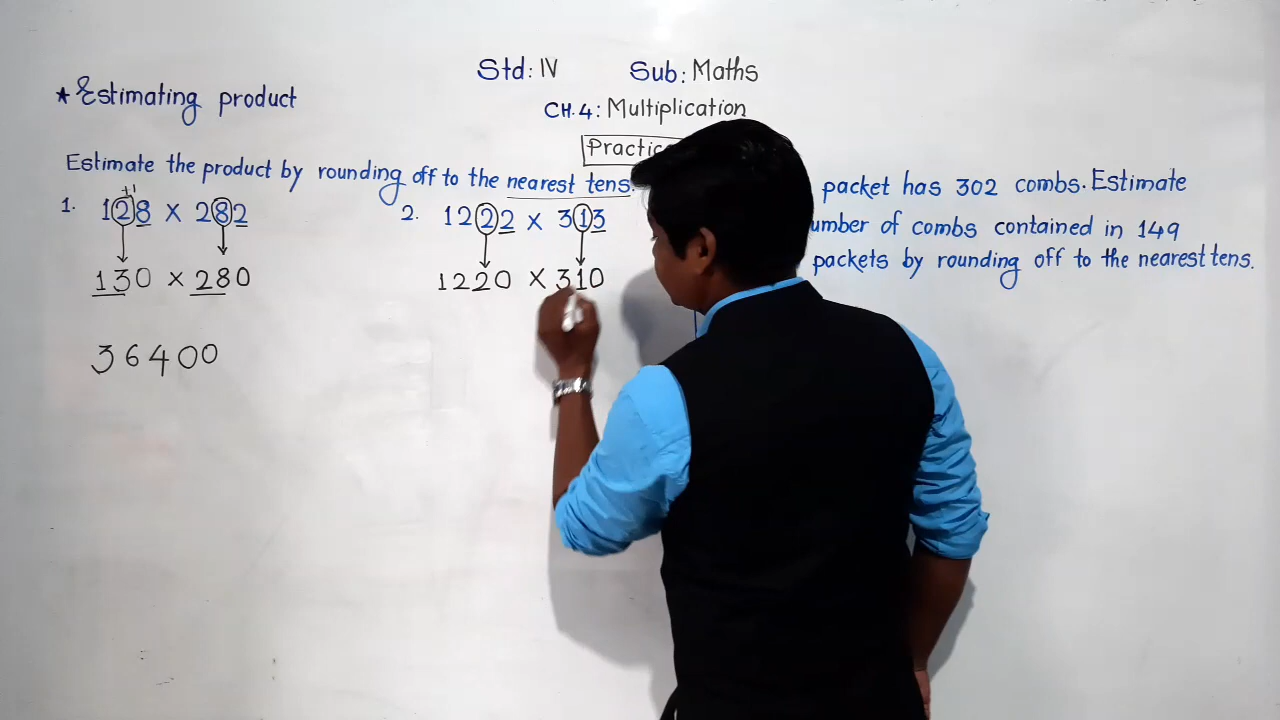 Std: IV Sub: Maths
★ Estimating product
CH.4: Multiplication
Estimate the product by rounding off to the nearest tens.
+1
1. 128 X 282
130 X 280
36400
2. 1222 X 313
1220 X 310
packet has 302 combs. Estimate
of combs contained in 149
packets by rounding off to the nearest tens.